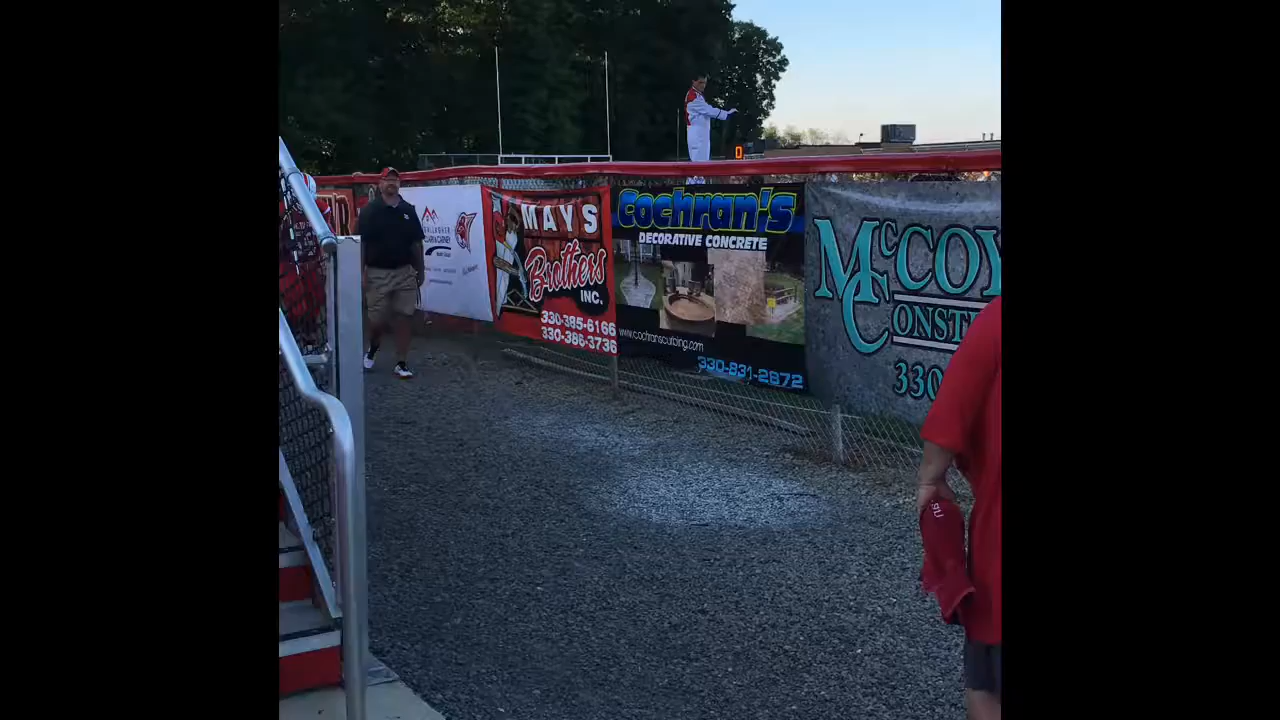 MAYS
Brothers
INC.
330-385-6166
330-386-3736
Cochran's
DECORATIVE CONCRETE
www.cochranscurbing.com
330-831-2872
McCOY
CONST
330
0